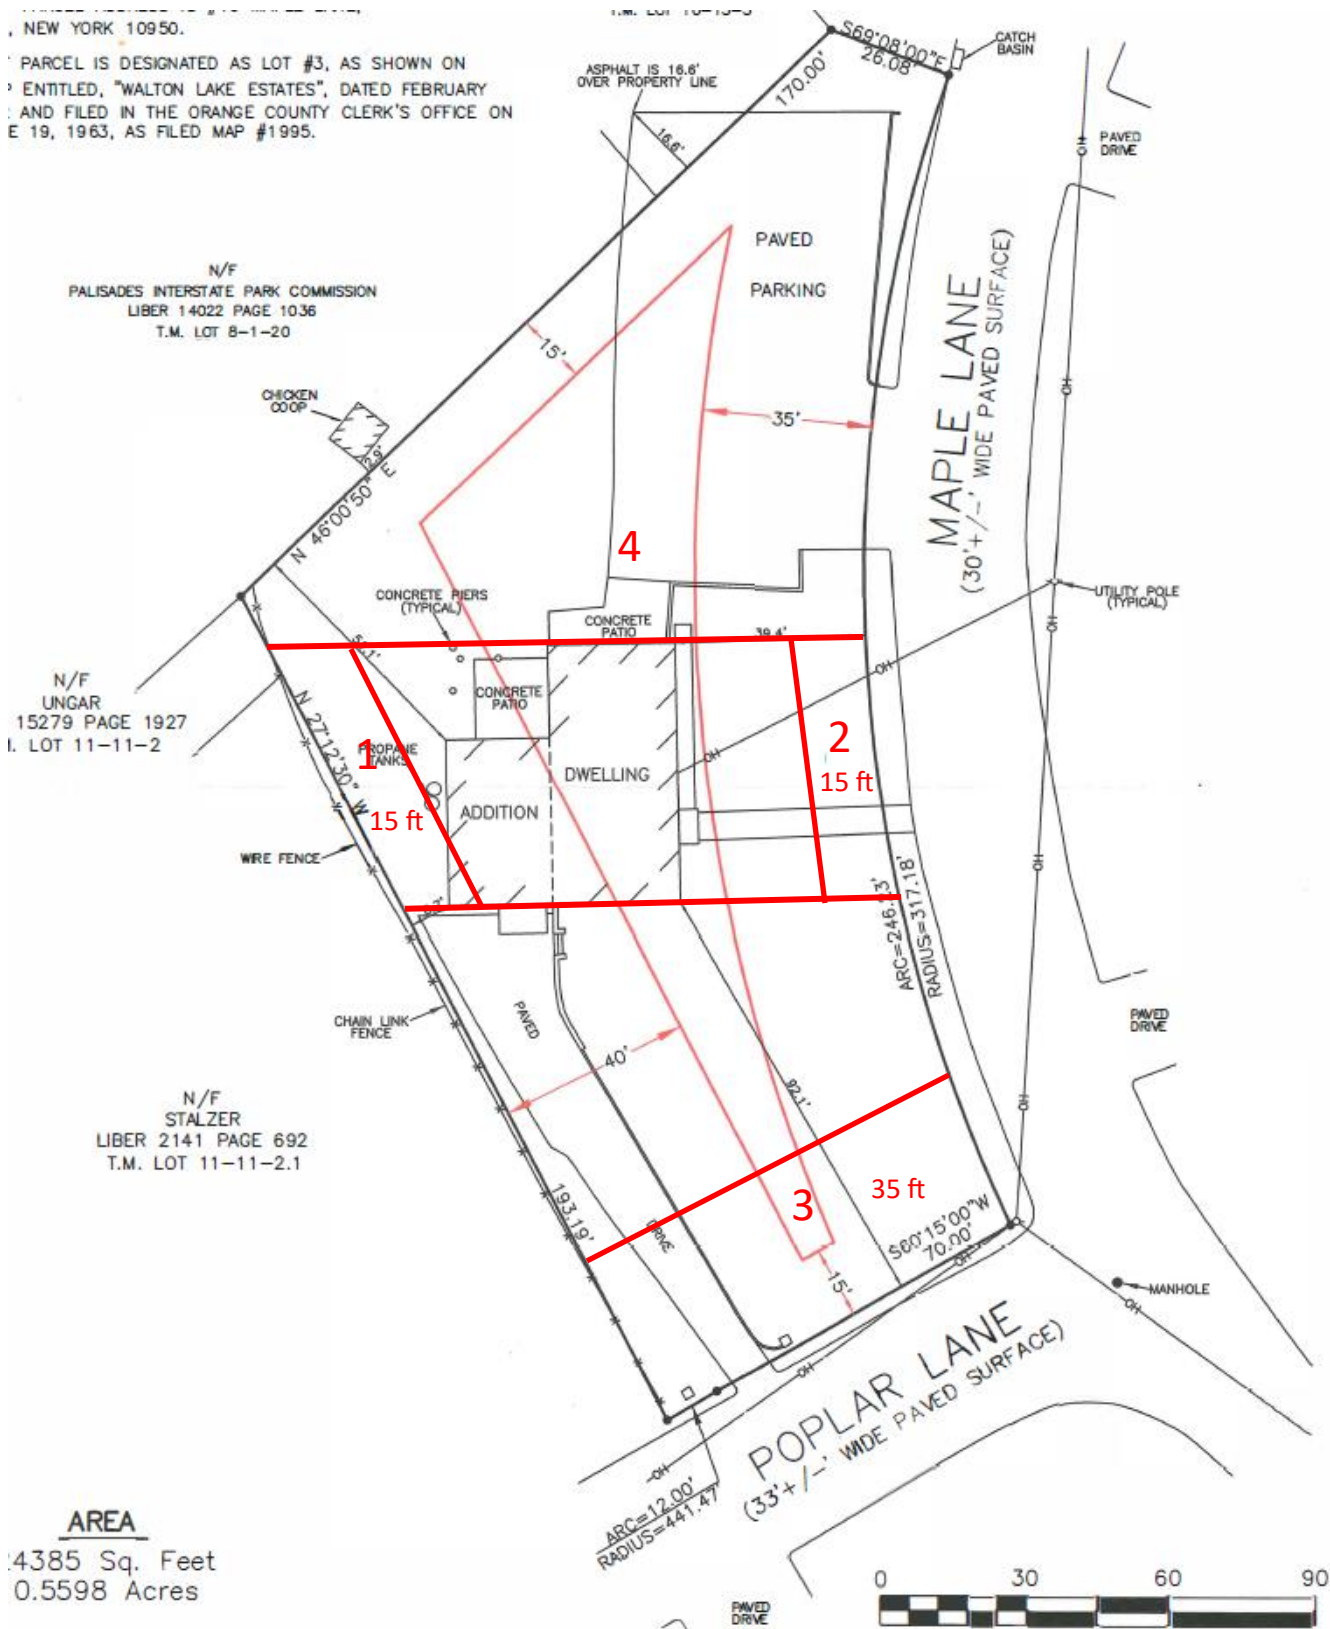 , NEW YORK 10950.
PARCEL IS DESIGNATED AS LOT #3, AS SHOWN ON
ENTITLED, "WALTON LAKE ESTATES", DATED FEBRUARY
AND FILED IN THE ORANGE COUNTY CLERK'S OFFICE ON
E 19, 1963, AS FILED MAP #1995.
S69°08'00"E
26.08'
CATCH
BASIN
170.00'
ASPHALT IS 16.6'
OVER PROPERTY LINE
16.6'
PAVED
DRIVE
PAVED
PARKING
N/F
PALISADES INTERSTATE PARK COMMISSION
LIBER 14022 PAGE 1036
T.M. LOT 8-1-20
15'
CHICKEN
COOP
35'
MAPLE LANE
(30'+/-' WIDE PAVED SURFACE)
2.9'
N 46°00'50" E
4
CONCRETE PIERS
(TYPICAL)
CONCRETE
PATIO
39.4'
UTILITY POLE
(TYPICAL)
OH
51.1'
N/F
UNGAR
15279 PAGE 1927
LOT 11-11-2
CONCRETE
PATIO
N 27°12'30" W
1
PROPANE
TANKS
15 ft
DWELLING
ADDITION
2
15 ft
WIRE FENCE
ARC=246.23'
RADIUS=317.18'
CHAIN LINK
FENCE
PAVED
40'
92.1'
PAVED
DRIVE
N/F
STALZER
LIBER 2141 PAGE 692
T.M. LOT 11-11-2.1
193.19'
DRIVE
3
35 ft
S60°15'00"W
70.00'
15'
MANHOLE
POPLAR LANE
(33'+/-' WIDE PAVED SURFACE)
ARC=12.00'
RADIUS=441.47'
AREA
4385 Sq. Feet
0.5598 Acres
0 30 60 90
PAVED
DRIVE